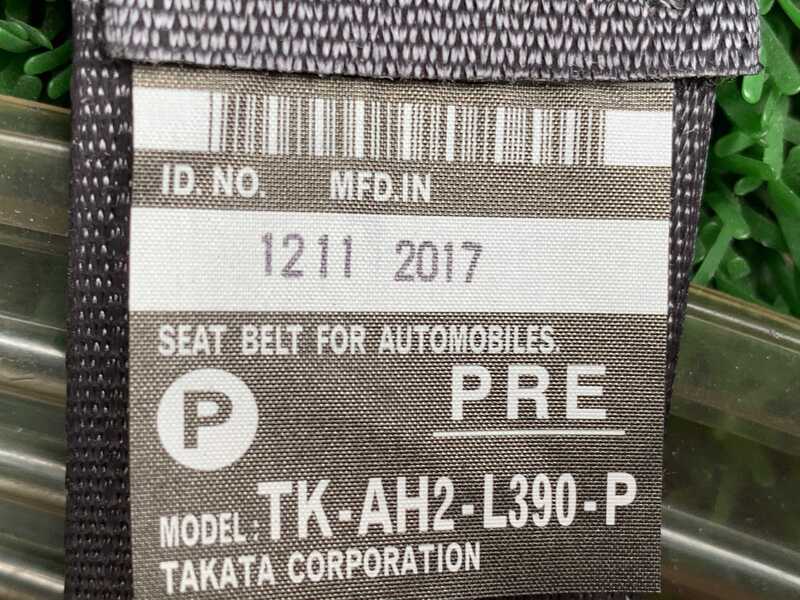 ID. NO. MFD.IN
1211 2017
SEAT BELT FOR AUTOMOBILES.
P PRE
MODEL: TK-AH2-L390-P
TAKATA CORPORATION